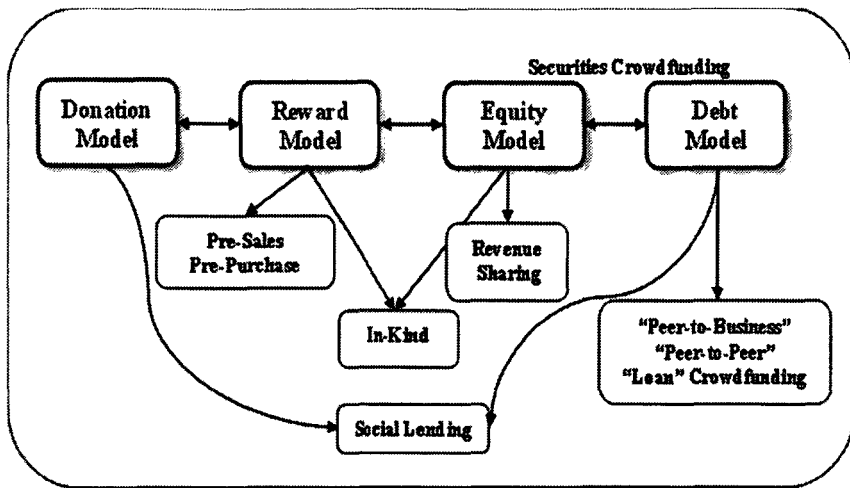 Securities Crowdfunding
Donation
Model
Reward
Model
Equity
Model
Debt
Model
Pre-Sales
Pre-Purchase
Revenue
Sharing
In-Kind
“Peer-to-Business”
“Peer-to-Peer”
“Loan” Crowdfunding
Social Lending